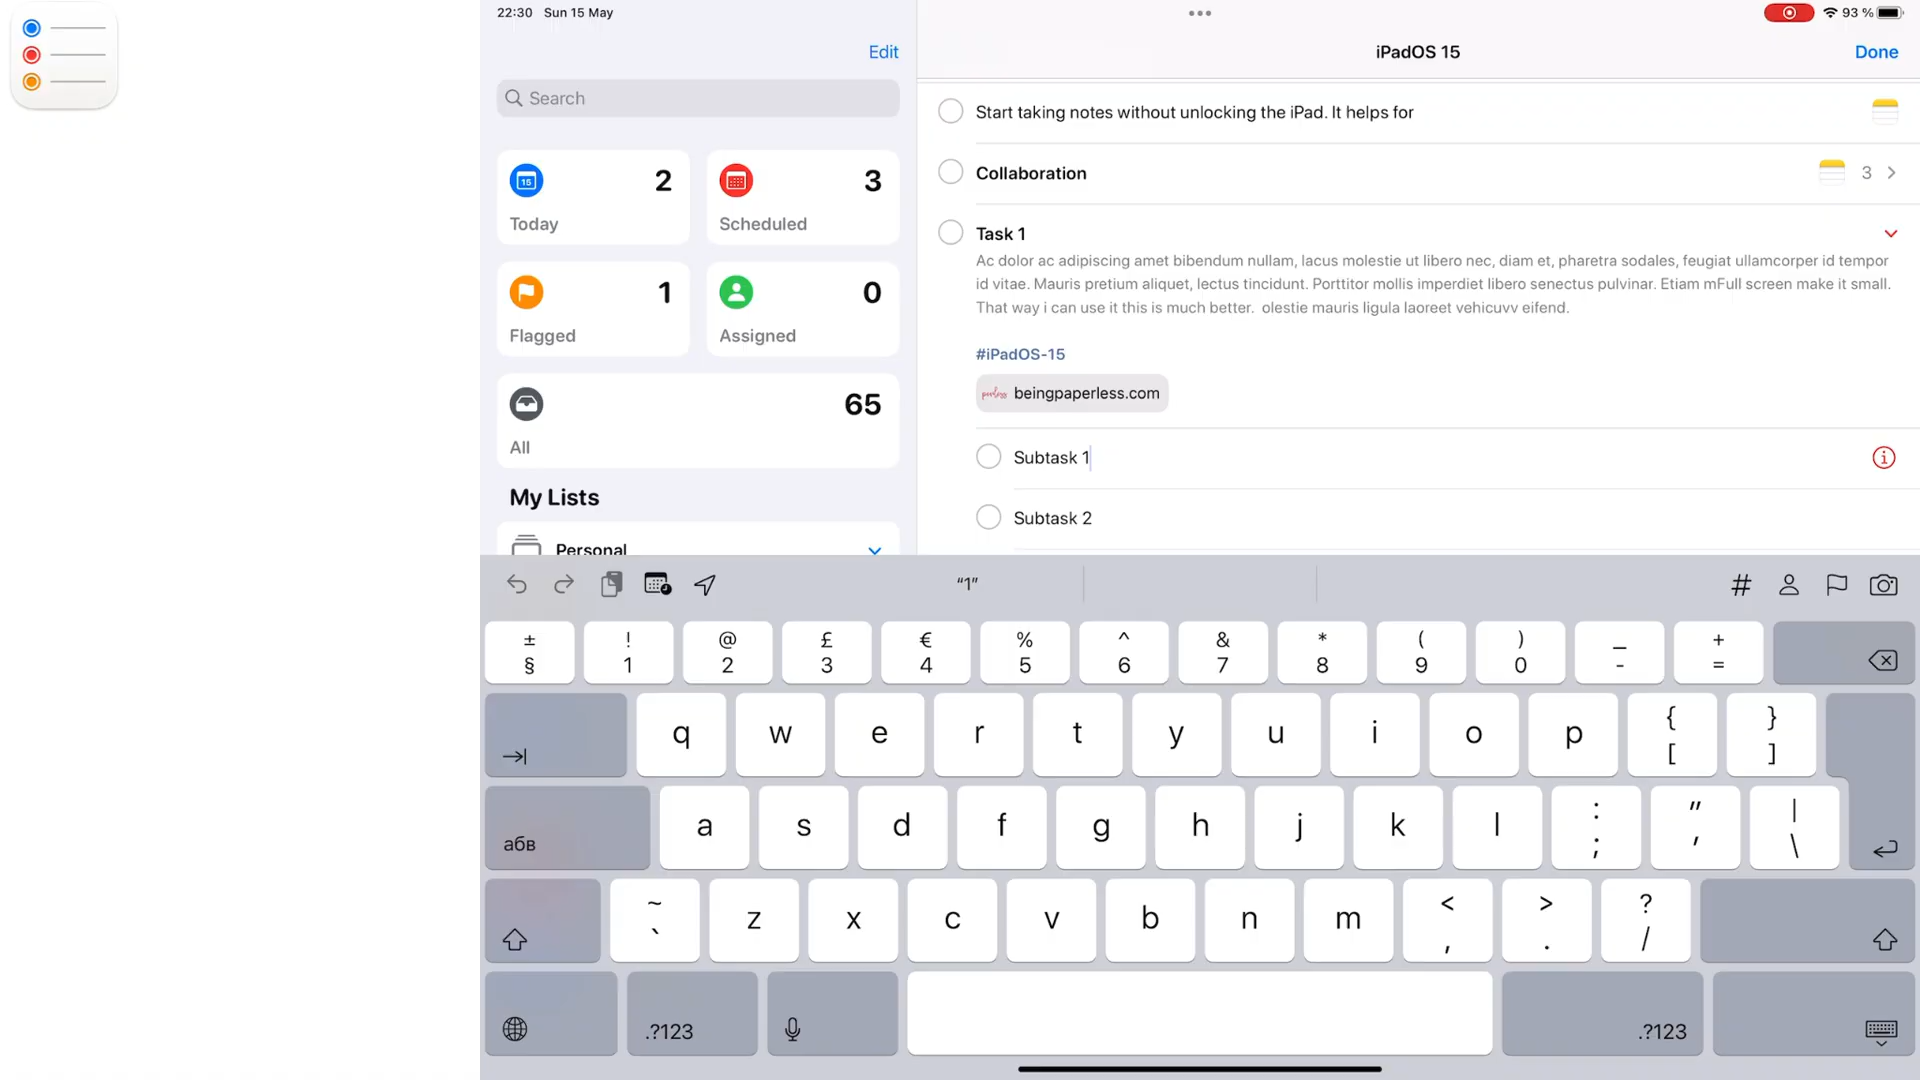 22:30 Sun 15 May
93 %
Edit
iPadOS 15
Done
Search
15
2
Today
3
Scheduled
1
Flagged
0
Assigned
65
All
My Lists
Personal
Start taking notes without unlocking the iPad. It helps for
Collaboration
3
Task 1
Ac dolor ac adipiscing amet bibendum nullam, lacus molestie ut libero nec, diam et, pharetra sodales, feugiat ullamcorper id tempor
id vitae. Mauris pretium aliquet, lectus tincidunt. Porttitor mollis imperdiet libero senectus pulvinar. Etiam mFull screen make it small.
That way i can use it this is much better. olestie mauris ligula laoreet vehicuvv eifend.
#iPadOS-15
beingpaperless.com
Subtask 1
Subtask 2
“1”
#
± ! @ £ € % ^ & * ( ) _ +
§ 1 2 3 4 5 6 7 8 9 0 - =
q w e r t y u i o p { }
[ ]
абв a s d f g h j k l : " |
; ' \
~ z x c v b n m < > ?
` , . /
.?123 .?123